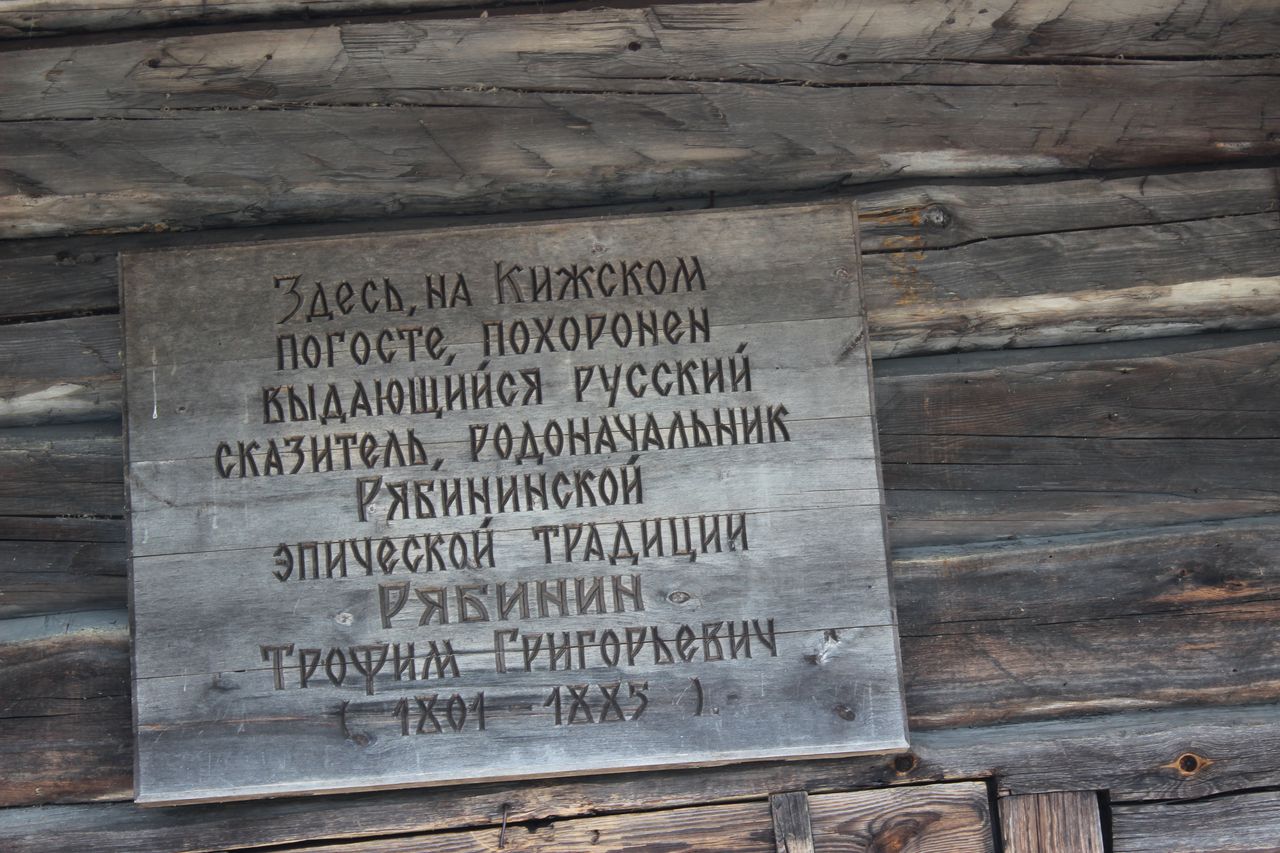 Здесь, на Кижском
погосте, похоронен
выдающийся русский
сказитель, родоначальник
Рябининской
эпической традиции
Рябинин
Трофим Григорьевич
( 1801 - 1885 ).